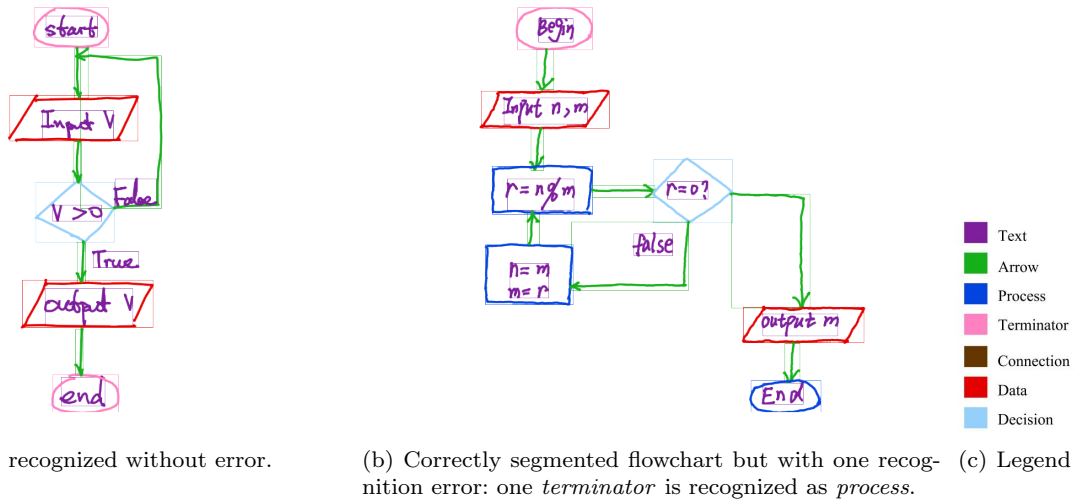 start
Input V
V >0
False
True
output V
end
recognized without error.
Begin
Input n,m
r = n%m
r=0?
false
n = m
m = r
output m
End
(b) Correctly segmented flowchart but with one recog-
nition error: one terminator is recognized as process.
Text
Arrow
Process
Terminator
Connection
Data
Decision
(c) Legend